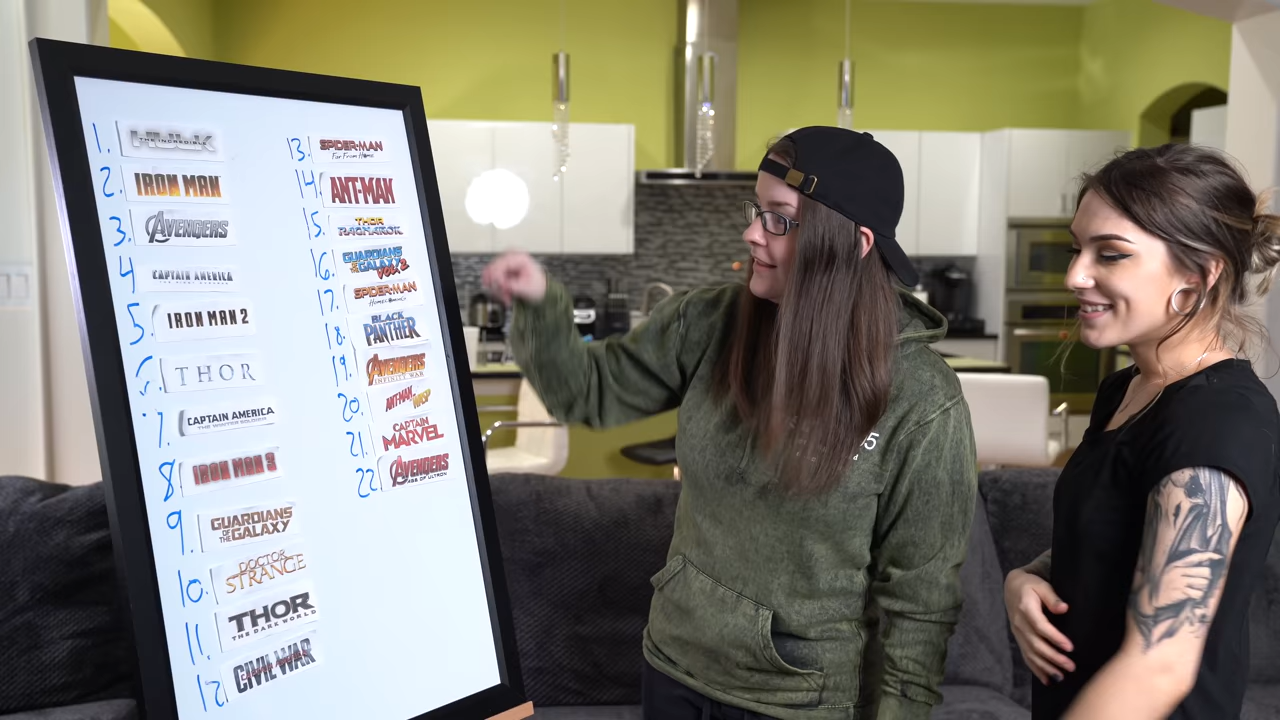 1. THE INCREDIBLE HULK
2. IRON MAN
3. AVENGERS
4 CAPTAIN AMERICA
THE FIRST AVENGER
5. IRON MAN 2
THOR
7. CAPTAIN AMERICA
THE WINTER SOLDIER
8 IRON MAN 3
9. GUARDIANS
OF THE GALAXY
10. DOCTOR
STRANGE
11. THOR
THE DARK WORLD
12 CIVIL WAR
13. SPIDER-MAN
Far From Home
14. ANT-MAN
15. THOR
RAGNAROK
16. GUARDIANS
OF THE GALAXY
VOL. 2
17. SPIDER-MAN
Homecoming
18. BLACK
PANTHER
19. AVENGERS
INFINITY WAR
20. ANT-MAN
WASP
21. CAPTAIN
MARVEL
22. AVENGERS
AGE OF ULTRON
5